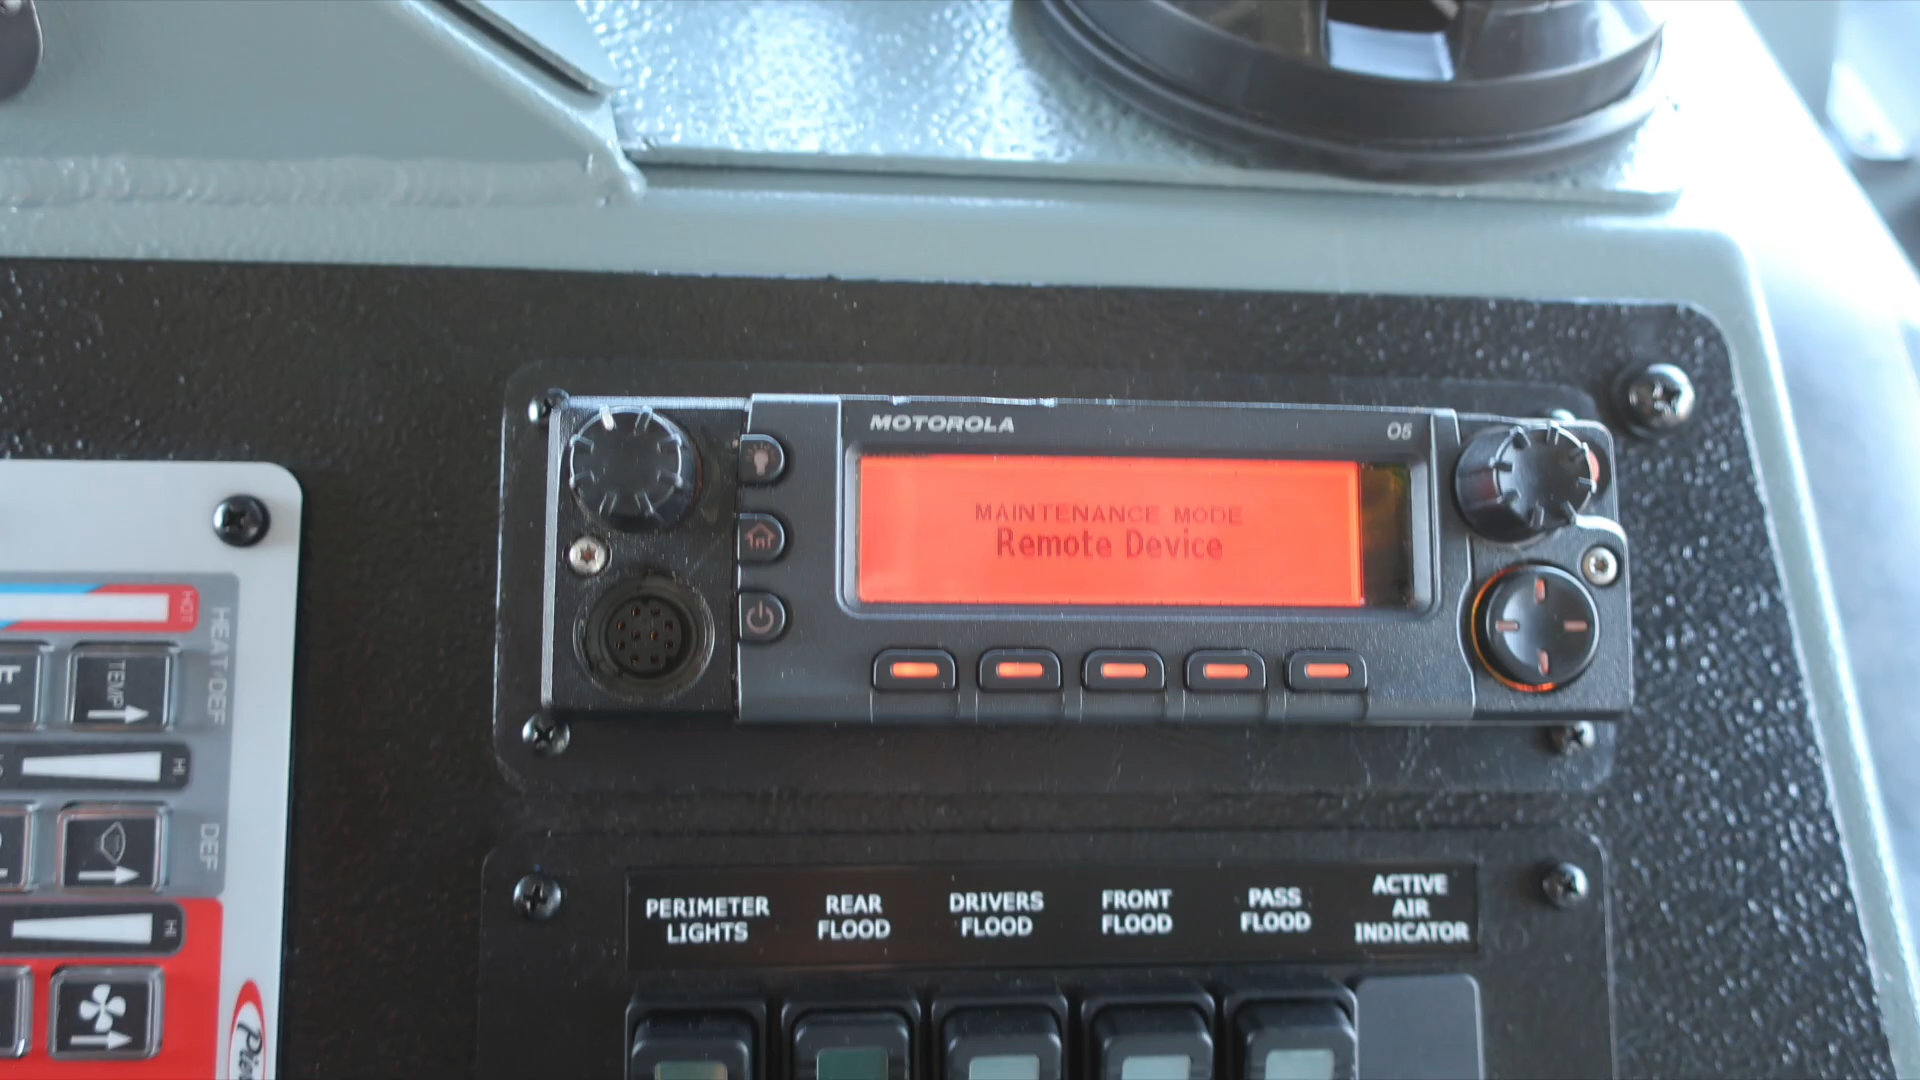 MOTOROLA
O5
MAINTENANCE MODE
Remote Device
HOT
HEAT/DEF
TEMP
HI
DEF
HI
PERIMETER
LIGHTS
REAR
FLOOD
DRIVERS
FLOOD
FRONT
FLOOD
PASS
FLOOD
ACTIVE
AIR
INDICATOR